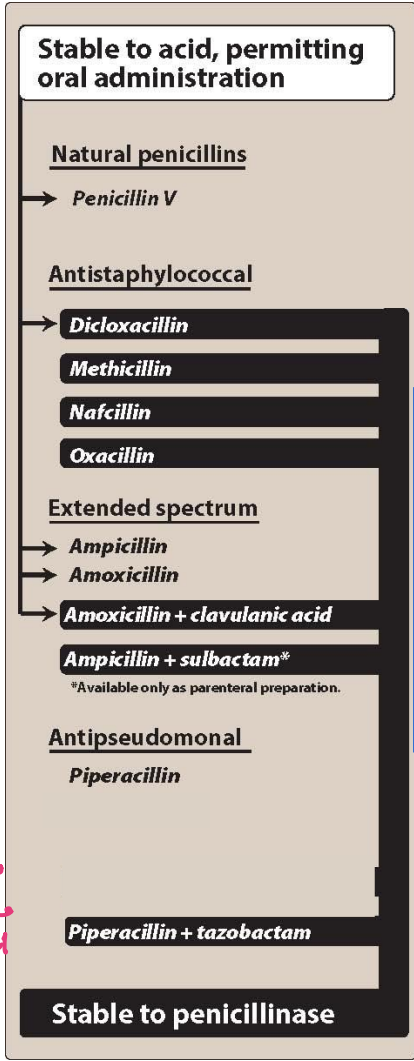 Stable to acid, permitting
oral administration
Natural penicillins
Penicillin V
Antistaphylococcal
Dicloxacillin
Methicillin
Nafcillin
Oxacillin
Extended spectrum
Ampicillin
Amoxicillin
Amoxicillin + clavulanic acid
Ampicillin + sulbactam*
*Available only as parenteral preparation.
Antipseudomonal
Piperacillin
Piperacillin + tazobactam
Stable to penicillinase